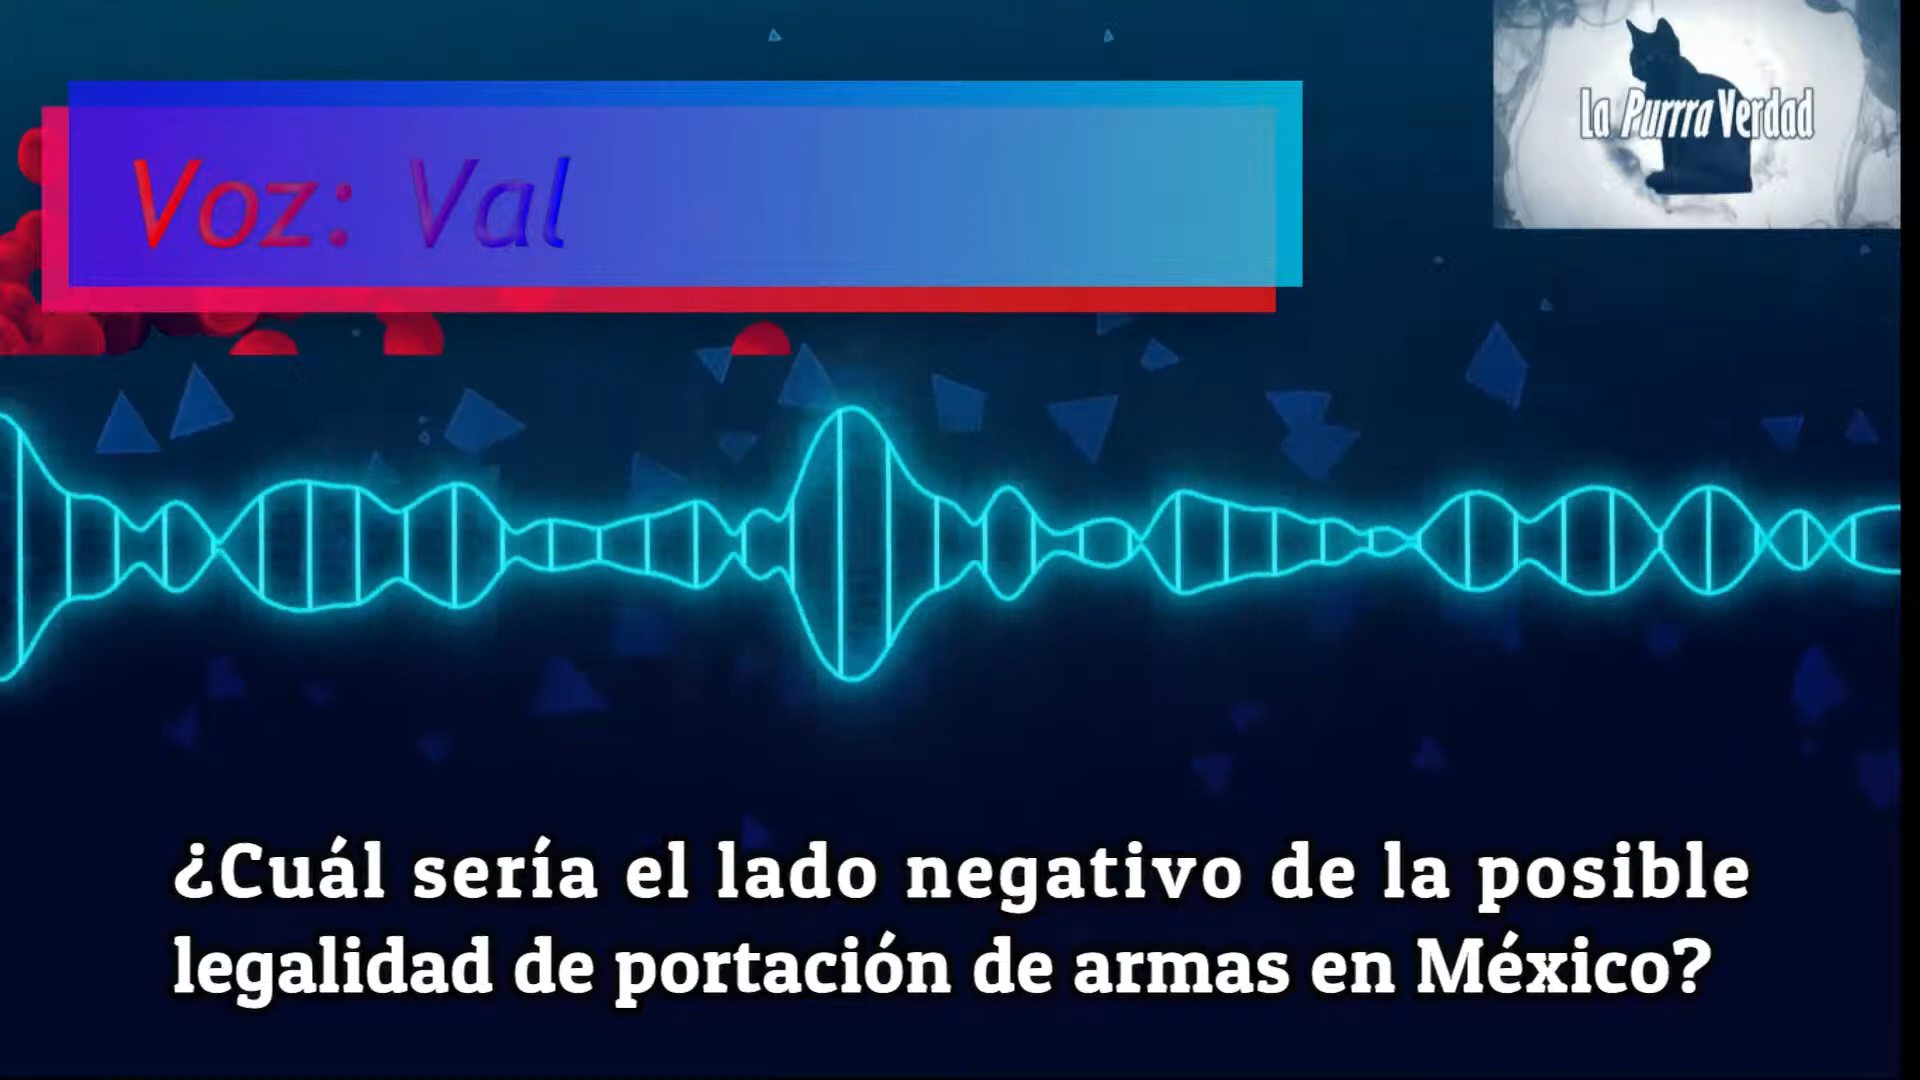 La Purrra Verdad
Voz: Val
¿Cuál sería el lado negativo de la posible
legalidad de portación de armas en México?